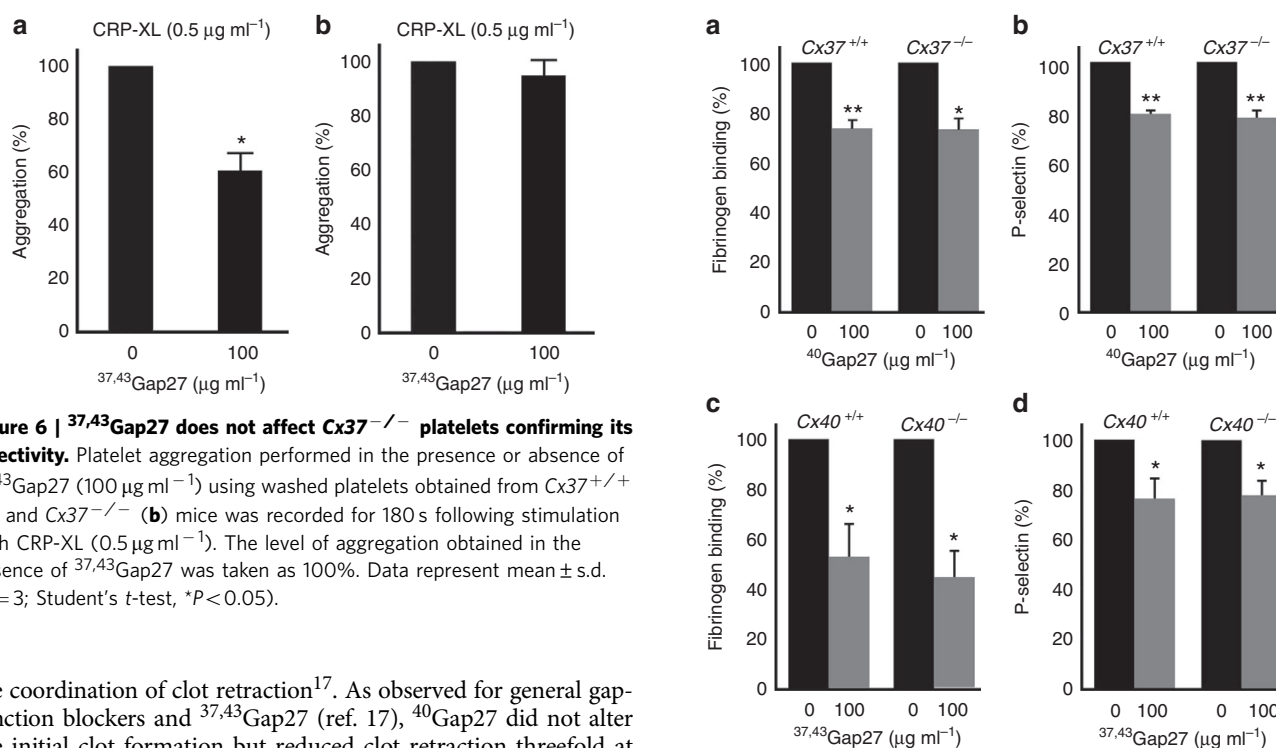 a
CRP-XL (0.5 μg ml⁻¹)
Aggregation (%)
100
80
60
40
20
0
*
0 100
³⁷,⁴³Gap27 (μg ml⁻¹)
b
CRP-XL (0.5 μg ml⁻¹)
Aggregation (%)
100
80
60
40
20
0
0 100
³⁷,⁴³Gap27 (μg ml⁻¹)
ure 6 | ³⁷,⁴³Gap27 does not affect Cx37⁻/⁻ platelets confirming its
ectivity. Platelet aggregation performed in the presence or absence of
⁴³Gap27 (100 μg ml⁻¹) using washed platelets obtained from Cx37⁺/⁺
and Cx37⁻/⁻ (b) mice was recorded for 180 s following stimulation
h CRP-XL (0.5 μg ml⁻¹). The level of aggregation obtained in the
sence of ³⁷,⁴³Gap27 was taken as 100%. Data represent mean ± s.d.
= 3; Student's t-test, *P < 0.05).
e coordination of clot retraction¹⁷. As observed for general gap-
nction blockers and ³⁷,⁴³Gap27 (ref. 17), ⁴⁰Gap27 did not alter
e initial clot formation but reduced clot retraction threefold at
a
Cx37⁺/⁺ Cx37⁻/⁻
Fibrinogen binding (%)
100
80
60
40
20
0
** *
0 100 0 100
⁴⁰Gap27 (μg ml⁻¹)
b
Cx37⁺/⁺ Cx37⁻/⁻
P-selectin (%)
100
80
60
40
20
0
** **
0 100 0 100
⁴⁰Gap27 (μg ml⁻¹)
c
Cx40⁺/⁺ Cx40⁻/⁻
Fibrinogen binding (%)
100
80
60
40
20
0
* *
0 100 0 100
³⁷,⁴³Gap27 (μg ml⁻¹)
d
Cx40⁺/⁺ Cx40⁻/⁻
P-selectin (%)
100
80
60
40
20
0
* *
0 100 0 100
³⁷,⁴³Gap27 (μg ml⁻¹)